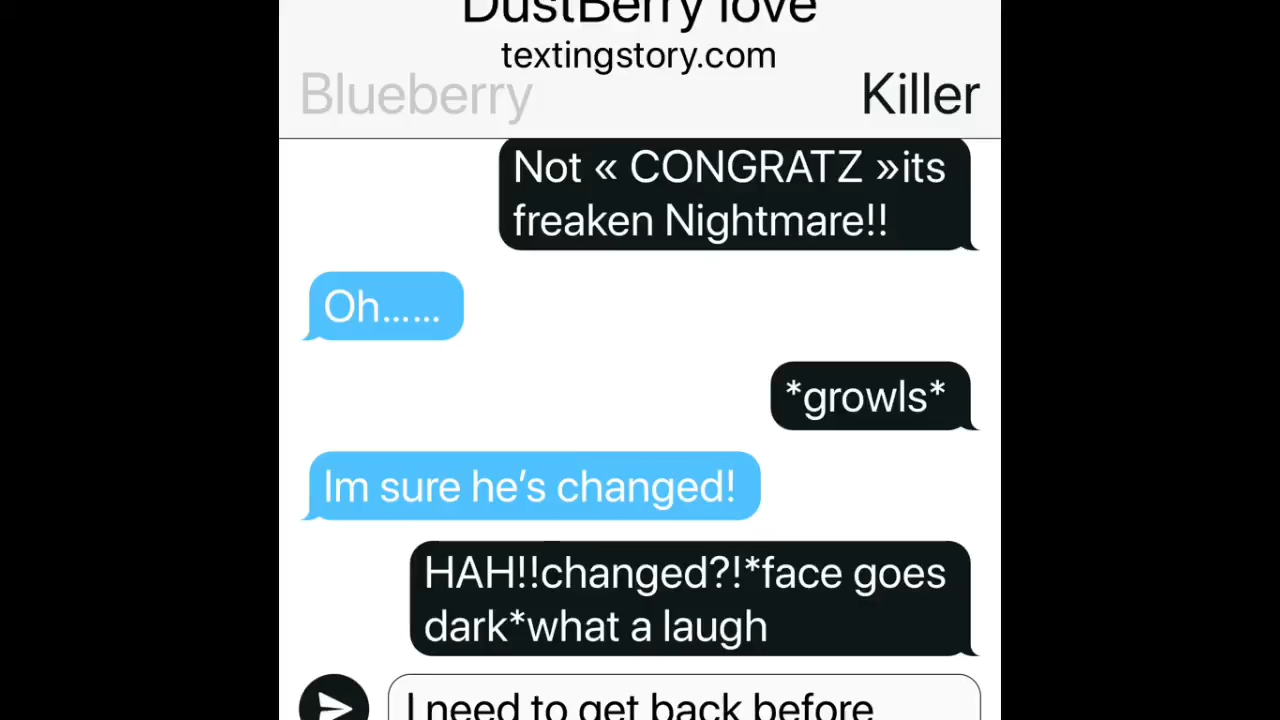 DustBerry love
textingstory.com
Blueberry Killer
Not « CONGRATZ »its
freaken Nightmare!!
Oh......
*growls*
Im sure he’s changed!
HAH!!changed?!*face goes
dark*what a laugh
I need to get back before